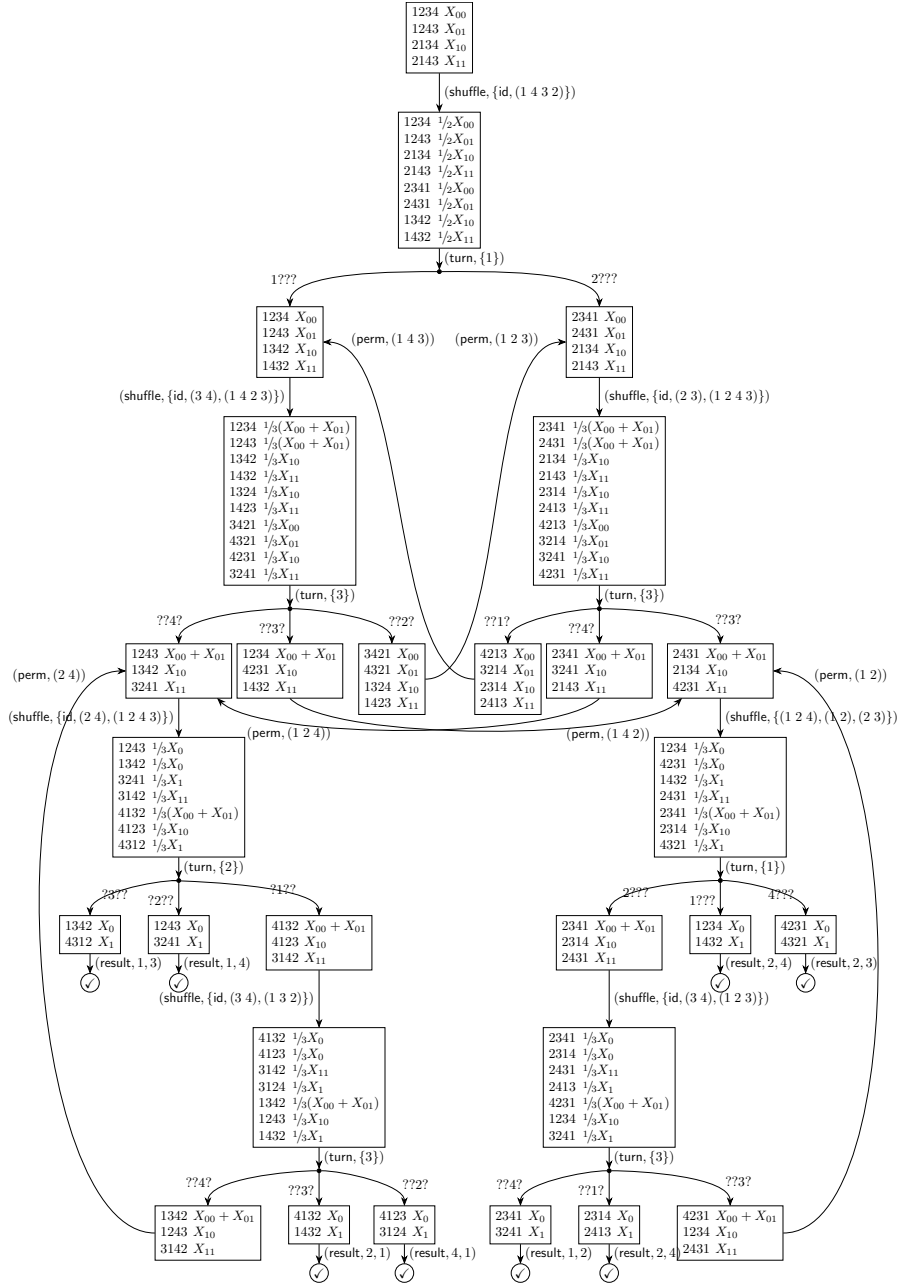 1234 X₀₀
1243 X₀₁
2134 X₁₀
2143 X₁₁
(shuffle, {id, (1 4 3 2)})
1234 1/2X₀₀
1243 1/2X₀₁
2134 1/2X₁₀
2143 1/2X₁₁
2341 1/2X₀₀
2431 1/2X₀₁
1342 1/2X₁₀
1432 1/2X₁₁
(turn, {1})
1???
2???
1234 X₀₀
1243 X₀₁
1342 X₁₀
1432 X₁₁
(perm, (1 4 3))
(perm, (1 2 3))
2341 X₀₀
2431 X₀₁
2134 X₁₀
2143 X₁₁
(shuffle, {id, (3 4), (1 4 2 3)})
(shuffle, {id, (2 3), (1 2 4 3)})
1234 1/3(X₀₀ + X₀₁)
1243 1/3(X₀₀ + X₀₁)
1342 1/3X₁₀
1432 1/3X₁₁
1324 1/3X₁₀
1423 1/3X₁₁
3421 1/3X₀₀
4321 1/3X₀₁
4231 1/3X₁₀
3241 1/3X₁₁
2341 1/3(X₀₀ + X₀₁)
2431 1/3(X₀₀ + X₀₁)
2134 1/3X₁₀
2143 1/3X₁₁
2314 1/3X₁₀
2413 1/3X₁₁
4213 1/3X₀₀
3214 1/3X₀₁
3241 1/3X₁₀
4231 1/3X₁₁
(turn, {3})
(turn, {3})
??4?
??3?
??2?
??1?
??4?
??3?
(perm, (2 4))
1243 X₀₀ + X₀₁
1342 X₁₀
3241 X₁₁
1234 X₀₀ + X₀₁
4231 X₁₀
1432 X₁₁
3421 X₀₀
4321 X₀₁
1324 X₁₀
1423 X₁₁
4213 X₀₀
3214 X₀₁
2314 X₁₀
2413 X₁₁
2341 X₀₀ + X₀₁
3241 X₁₀
2143 X₁₁
2431 X₀₀ + X₀₁
2134 X₁₀
4231 X₁₁
(perm, (1 2))
(shuffle, {id, (2 4), (1 2 4 3)})
(perm, (1 2 4))
(perm, (1 4 2))
(shuffle, {(1 2 4), (1 2), (2 3)})
1243 1/3X₀
1342 1/3X₀
3241 1/3X₁
3142 1/3X₁₁
4132 1/3(X₀₀ + X₀₁)
4123 1/3X₁₀
4312 1/3X₁
1234 1/3X₀
4231 1/3X₀
1432 1/3X₁
2431 1/3X₁₁
2341 1/3(X₀₀ + X₀₁)
2314 1/3X₁₀
4321 1/3X₁
(turn, {2})
(turn, {1})
?3??
?2??
?1??
2???
1???
4???
1342 X₀
4312 X₁
1243 X₀
3241 X₁
4132 X₀₀ + X₀₁
4123 X₁₀
3142 X₁₁
2341 X₀₀ + X₀₁
2314 X₁₀
2431 X₁₁
1234 X₀
1432 X₁
4231 X₀
4321 X₁
(result, 1, 3)
(result, 1, 4)
(result, 2, 4)
(result, 2, 3)
✓
✓
✓
✓
(shuffle, {id, (3 4), (1 3 2)})
(shuffle, {id, (3 4), (1 2 3)})
4132 1/3X₀
4123 1/3X₀
3142 1/3X₁₁
3124 1/3X₁
1342 1/3(X₀₀ + X₀₁)
1243 1/3X₁₀
1432 1/3X₁
2341 1/3X₀
2314 1/3X₀
2431 1/3X₁₁
2413 1/3X₁
4231 1/3(X₀₀ + X₀₁)
1234 1/3X₁₀
3241 1/3X₁
(turn, {3})
(turn, {3})
??4?
??3?
??2?
??4?
??1?
??3?
1342 X₀₀ + X₀₁
1243 X₁₀
3142 X₁₁
4132 X₀
1432 X₁
4123 X₀
3124 X₁
2341 X₀
3241 X₁
2314 X₀
2413 X₁
4231 X₀₀ + X₀₁
1234 X₁₀
2431 X₁₁
(result, 2, 1)
(result, 4, 1)
(result, 1, 2)
(result, 2, 4)
✓
✓
✓
✓